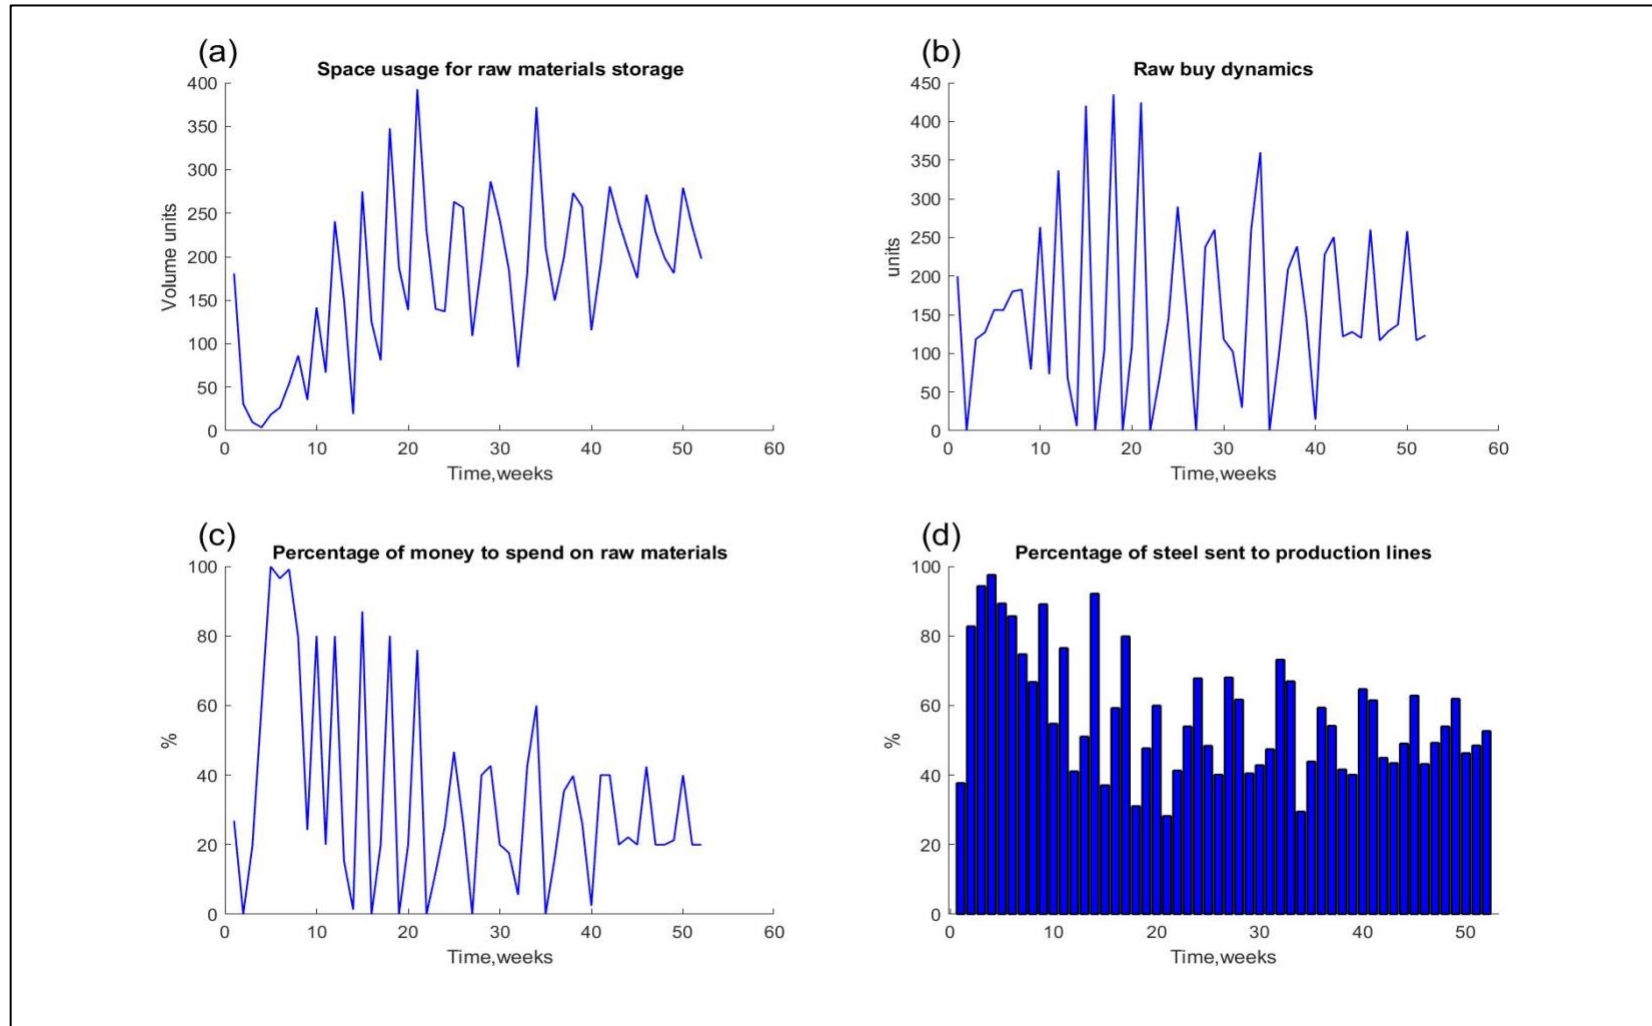 (a)
Space usage for raw materials storage
400
350
300
250
200
150
100
50
0
Volume units
0 10 20 30 40 50 60
Time,weeks
(b)
Raw buy dynamics
450
400
350
300
250
200
150
100
50
0
units
0 10 20 30 40 50 60
Time,weeks
(c)
Percentage of money to spend on raw materials
100
80
60
40
20
0
%
0 10 20 30 40 50 60
Time,weeks
(d)
Percentage of steel sent to production lines
100
80
60
40
20
0
%
0 10 20 30 40 50
Time,weeks